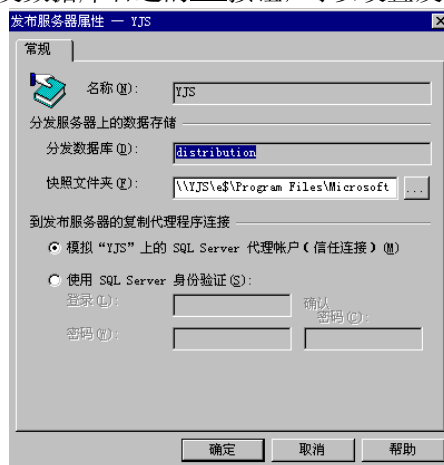 发布服务器属性 — YJS
常规
名称(N): YJS
分发服务器上的数据存储
分发数据库(D): distribution
快照文件夹(F): \\YJS\e$\Program Files\Microsoft ...
到发布服务器的复制代理程序连接
模拟“YJS”上的 SQL Server 代理帐户(信任连接)(M)
使用 SQL Server 身份验证(S):
登录(L):
确认
密码(C):
密码(W):
确定 取消 帮助